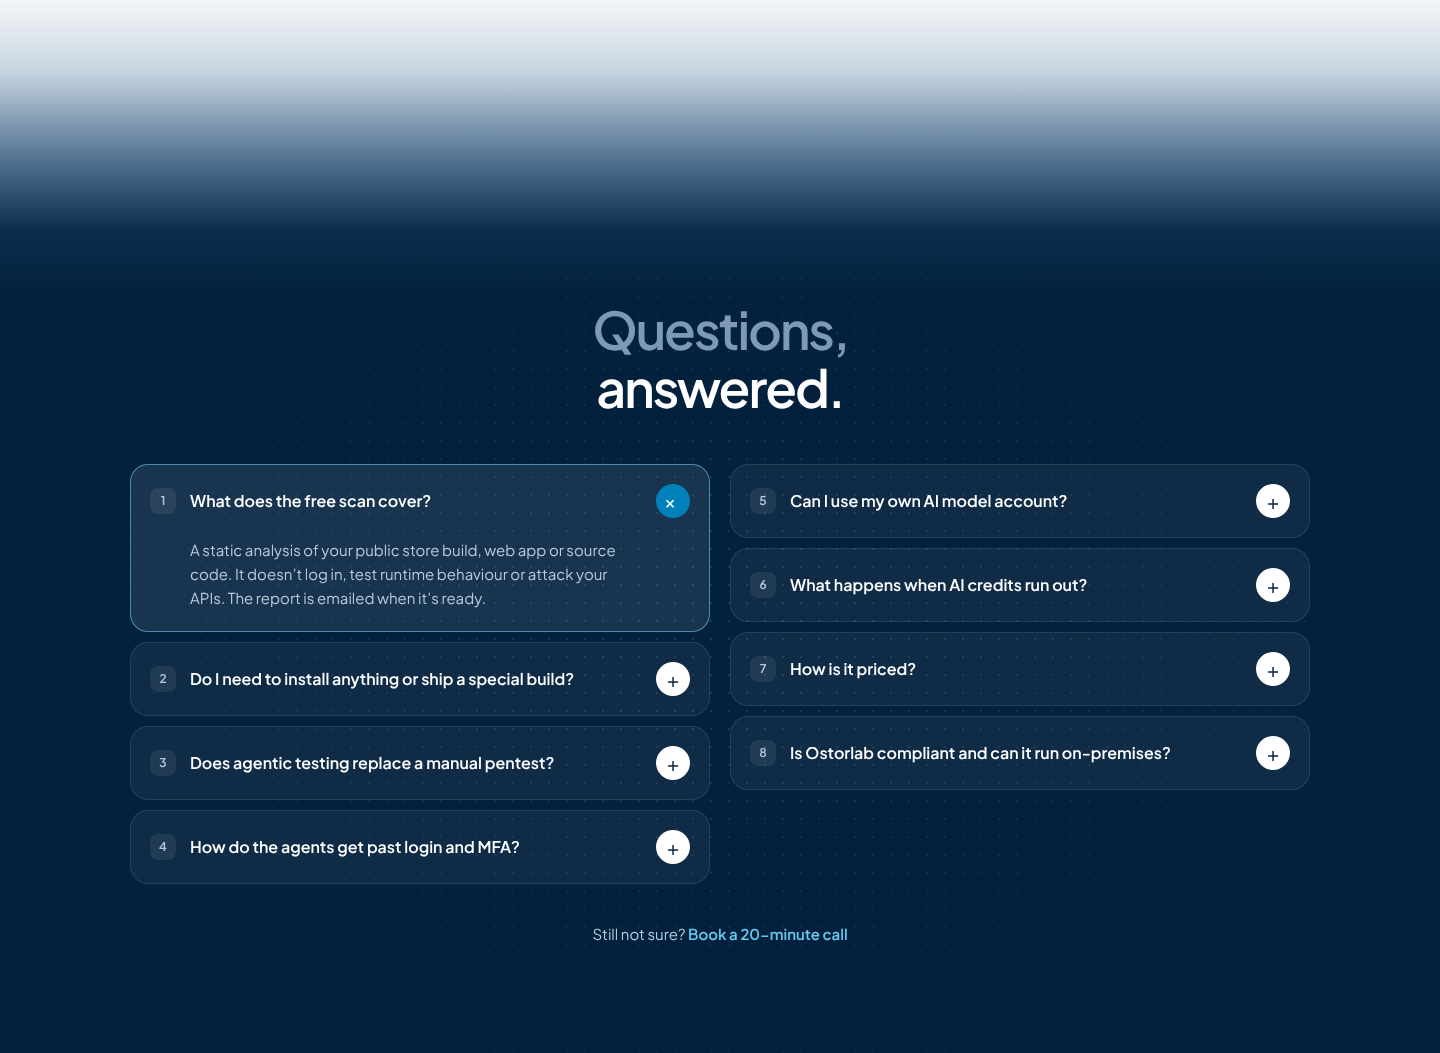 Questions,
answered.
1 What does the free scan cover? ×
A static analysis of your public store build, web app or source
code. It doesn’t log in, test runtime behaviour or attack your
APIs. The report is emailed when it’s ready.
2 Do I need to install anything or ship a special build? +
3 Does agentic testing replace a manual pentest? +
4 How do the agents get past login and MFA? +
5 Can I use my own AI model account? +
6 What happens when AI credits run out? +
7 How is it priced? +
8 Is Ostorlab compliant and can it run on-premises? +
Still not sure? Book a 20-minute call